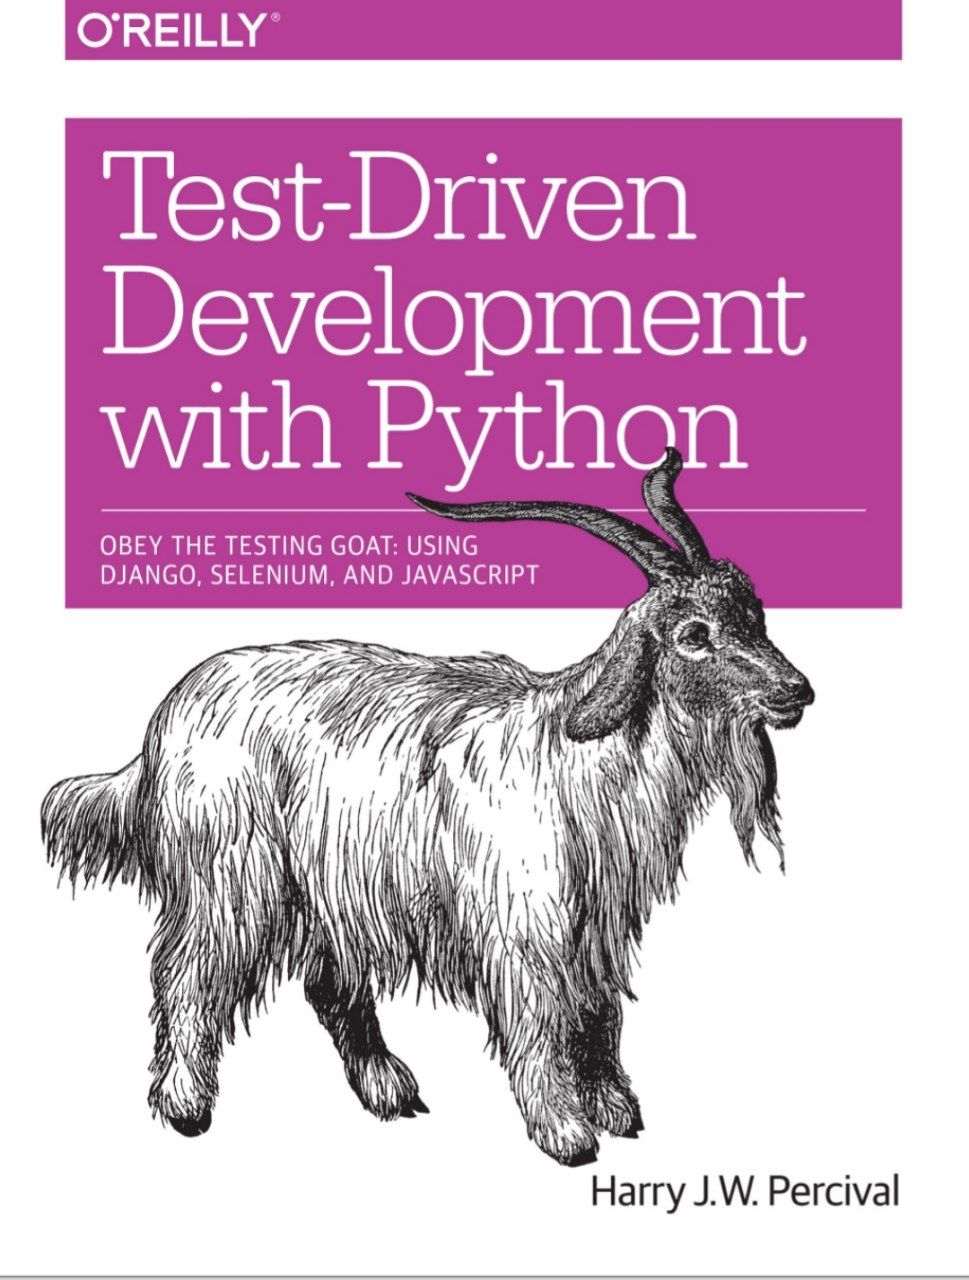 O'REILLY®
Test-Driven
Development
with Python
OBEY THE TESTING GOAT: USING
DJANGO, SELENIUM, AND JAVASCRIPT
Harry J.W. Percival